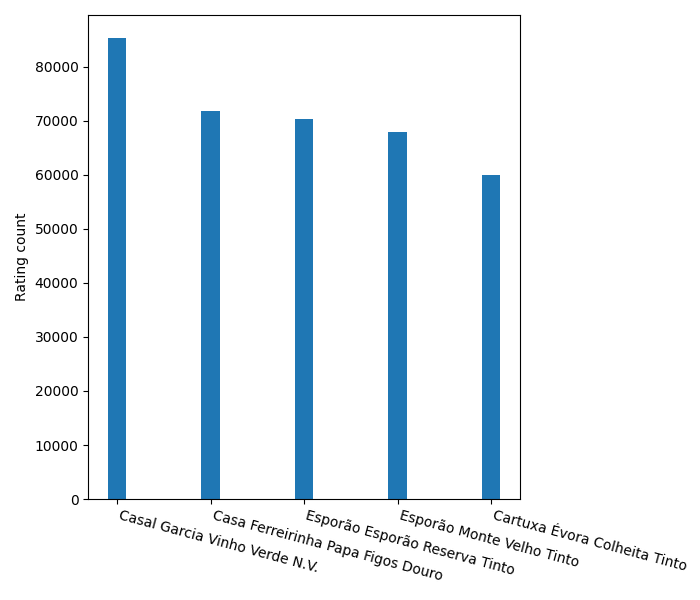 80000
70000
60000
50000
40000
30000
20000
10000
0
Rating count
Casal Garcia Vinho Verde N.V.
Casa Ferreirinha Papa Figos Douro
Esporão Esporão Reserva Tinto
Esporão Monte Velho Tinto
Cartuxa Évora Colheita Tinto